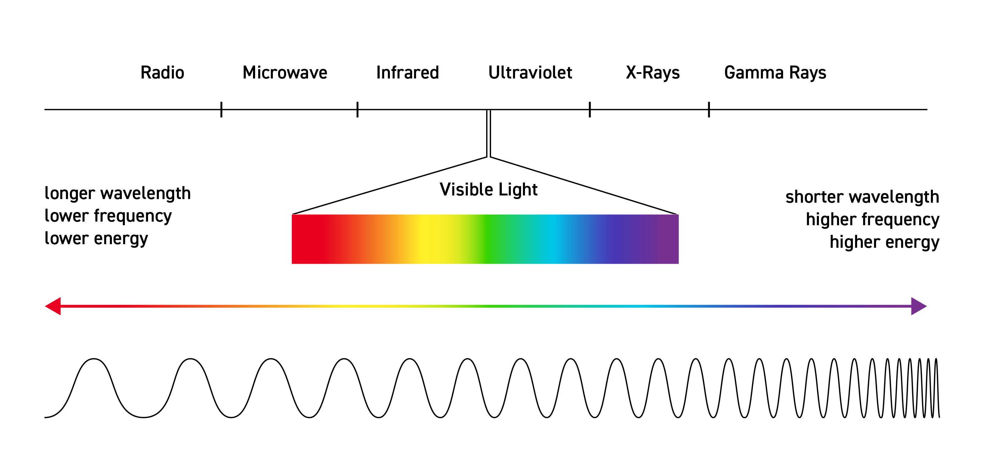 Radio Microwave Infrared Ultraviolet X-Rays Gamma Rays
Visible Light
longer wavelength
lower frequency
lower energy
shorter wavelength
higher frequency
higher energy